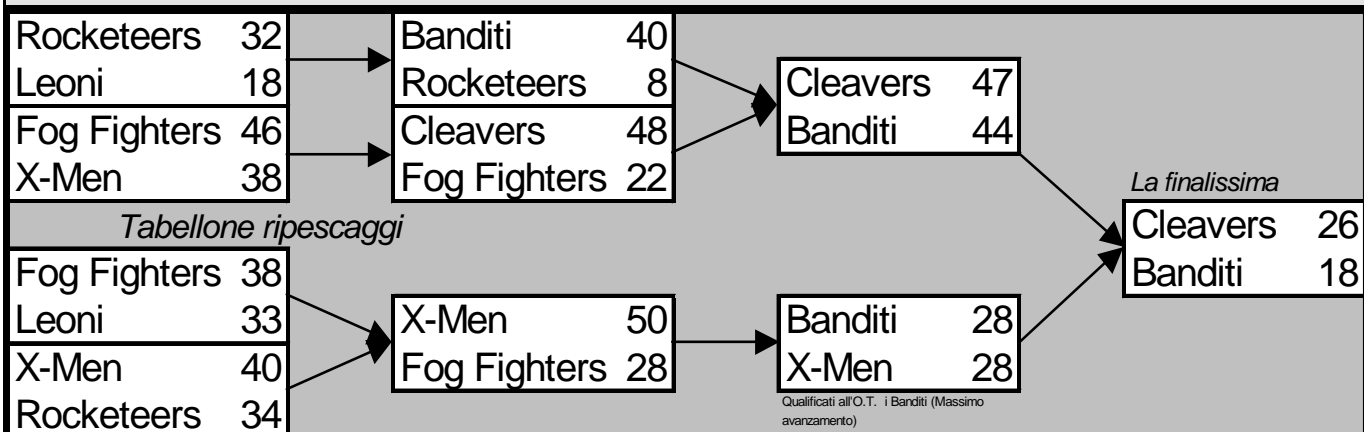 Rocketeers 32
Leoni 18
Fog Fighters 46
X-Men 38
Banditi 40
Rocketeers 8
Cleavers 48
Fog Fighters 22
Cleavers 47
Banditi 44
La finalissima
Cleavers 26
Banditi 18
Tabellone ripescaggi
Fog Fighters 38
Leoni 33
X-Men 40
Rocketeers 34
X-Men 50
Fog Fighters 28
Banditi 28
X-Men 28
Qualificati all'O.T. i Banditi (Massimo
avanzamento)